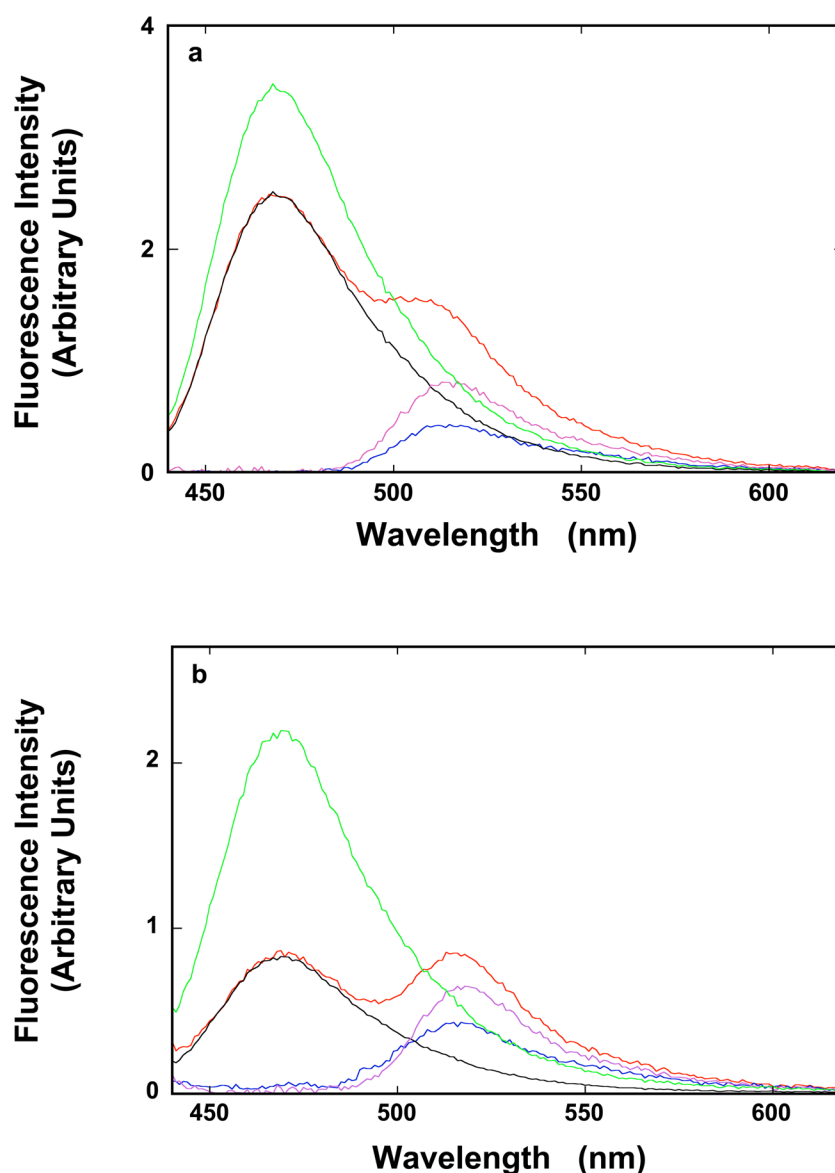 a
4
2
0
Fluorescence Intensity
(Arbitrary Units)
450 500 550 600
Wavelength (nm)
b
2
1
0
Fluorescence Intensity
(Arbitrary Units)
450 500 550 600
Wavelength (nm)